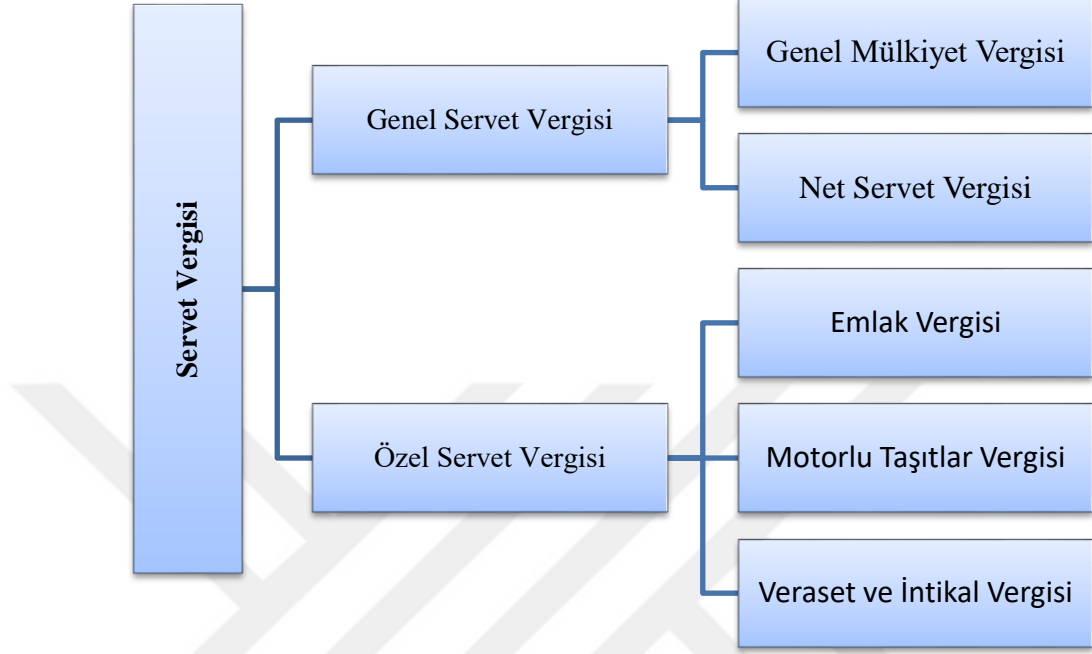 Servet Vergisi
Genel Servet Vergisi
Genel Mülkiyet Vergisi
Net Servet Vergisi
Özel Servet Vergisi
Emlak Vergisi
Motorlu Taşıtlar Vergisi
Veraset ve İntikal Vergisi